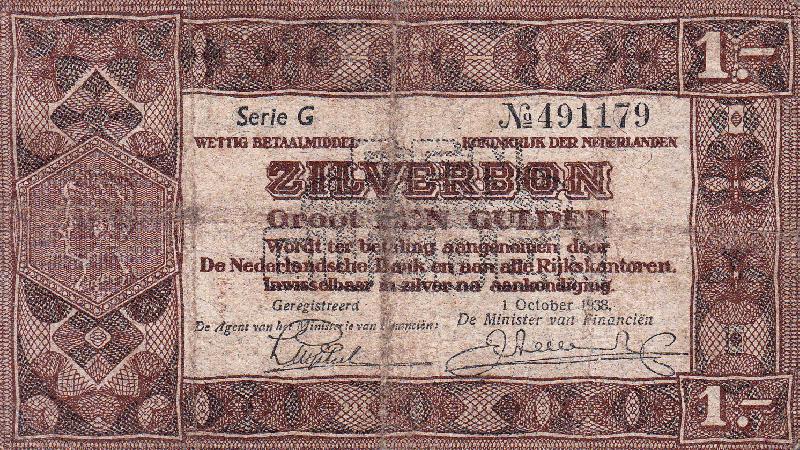 1.-
Serie G № 491179
WETTIG BETAALMIDDEL KONINKRIJK DER NEDERLANDEN
ZILVERBON
Groot EEN GULDEN
Wordt ter betaling aangenomen door
De Nederlandsche Bank en aan alle Rijkskantoren.
Inwisselbaar in zilver na aankondiging.
Geregistreerd 1 October 1938.
De Agent van het Ministerie van Financiën: De Minister van Financiën
1.-